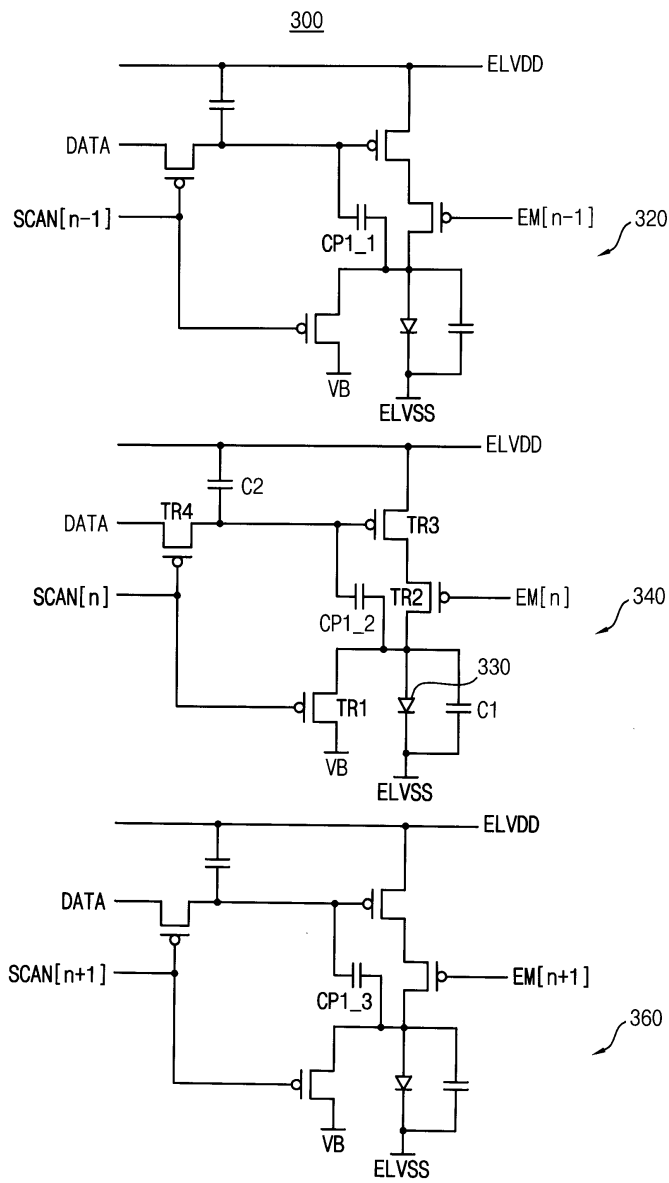 300
ELVDD
DATA
SCAN[n-1]
EM[n-1]
320
CP1_1
VB
ELVSS
ELVDD
C2
TR4
DATA
TR3
SCAN[n]
TR2
EM[n]
340
CP1_2
330
TR1
C1
VB
ELVSS
ELVDD
DATA
SCAN[n+1]
EM[n+1]
CP1_3
360
VB
ELVSS